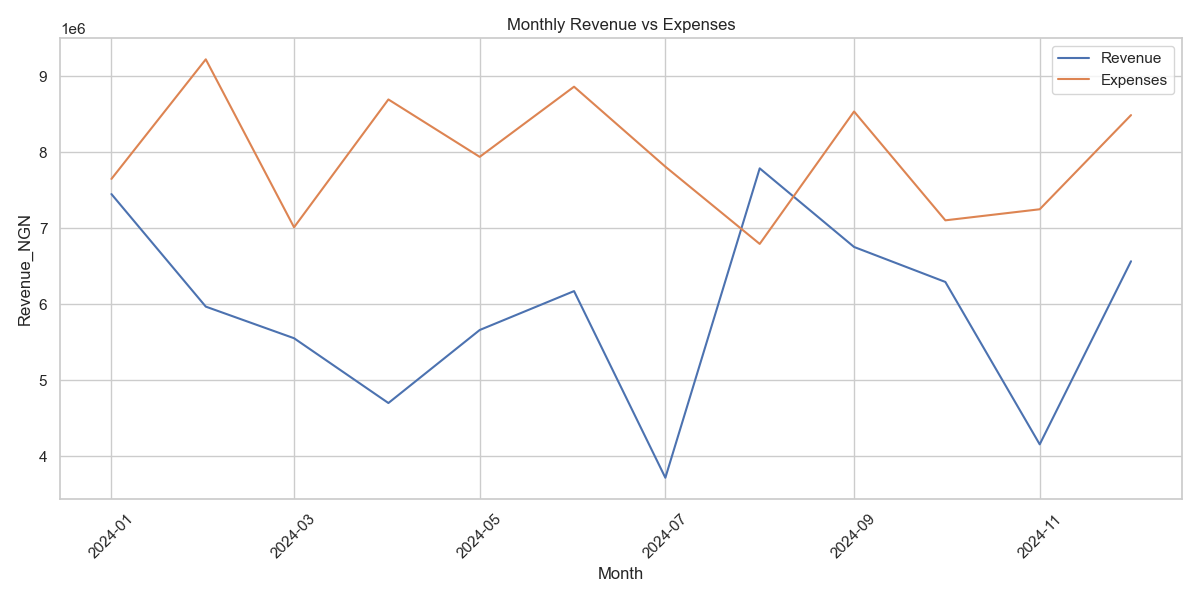 Monthly Revenue vs Expenses
1e6
Revenue
Expenses
9
8
7
6
5
4
Revenue_NGN
2024-01
2024-03
2024-05
2024-07
2024-09
2024-11
Month